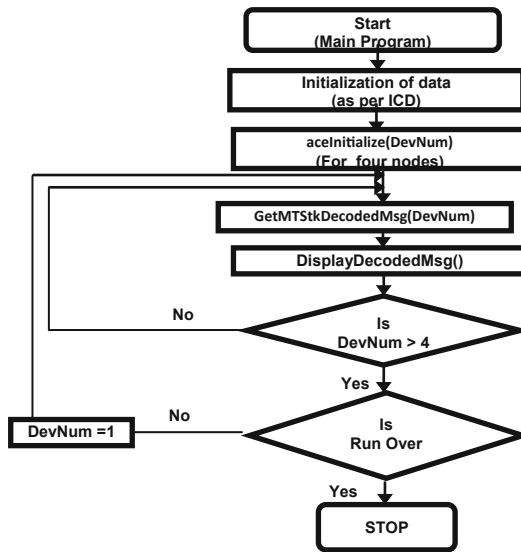 Start
(Main Program)
Initialization of data
(as per ICD)
aceInitialize(DevNum)
(For four nodes)
GetMTStkDecodedMsg(DevNum)
DisplayDecodedMsg()
No
Is
DevNum > 4
Yes
DevNum =1
No
Is
Run Over
Yes
STOP